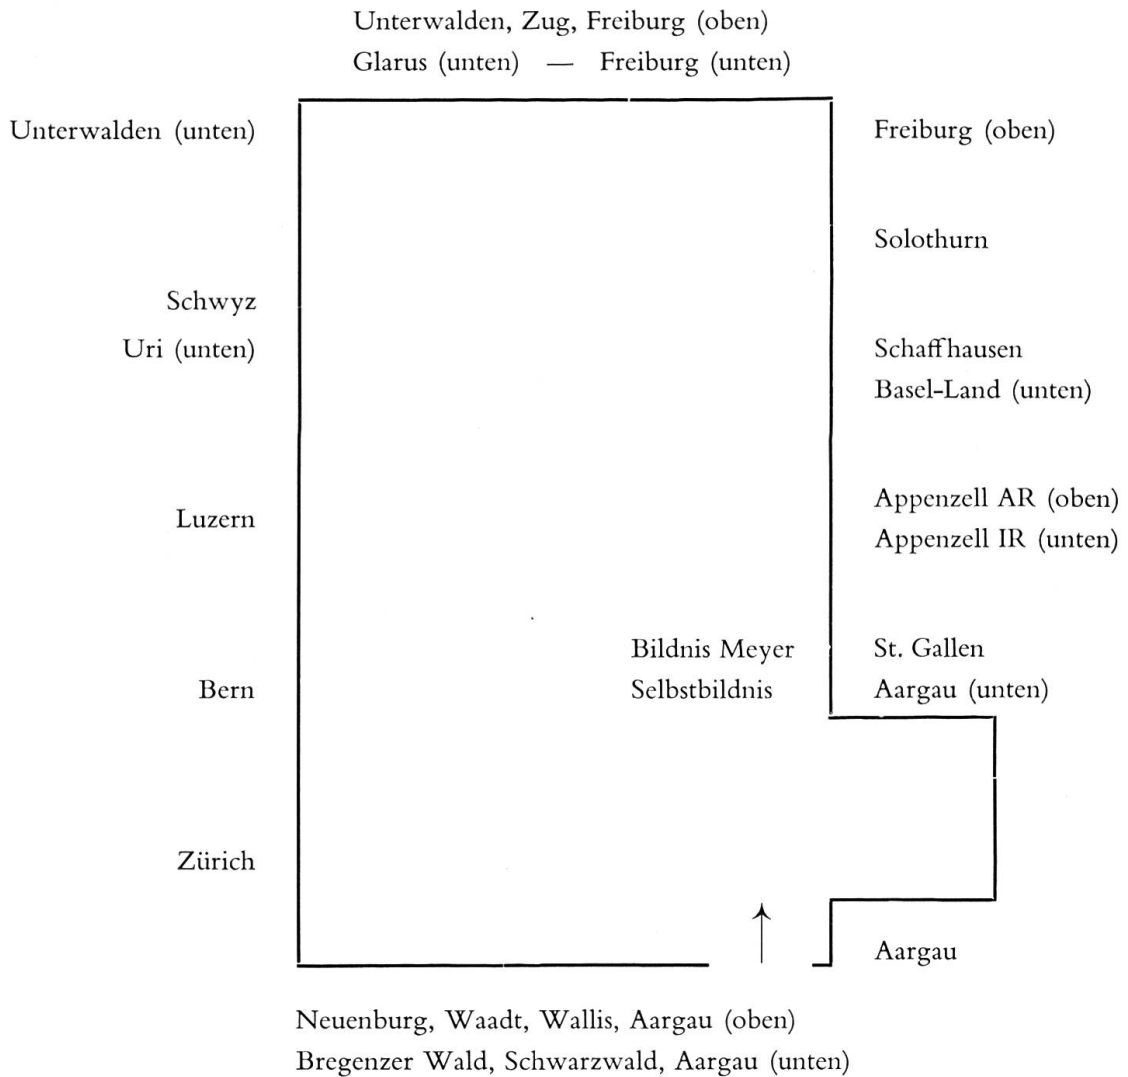 Unterwalden, Zug, Freiburg (oben)
Glarus (unten) — Freiburg (unten)
Unterwalden (unten)
Freiburg (oben)
Solothurn
Schwyz
Uri (unten)
Schaffhausen
Basel-Land (unten)
Luzern
Appenzell AR (oben)
Appenzell IR (unten)
Bildnis Meyer
Selbstbildnis
St. Gallen
Aargau (unten)
Bern
Zürich
Aargau
Neuenburg, Waadt, Wallis, Aargau (oben)
Bregenzer Wald, Schwarzwald, Aargau (unten)